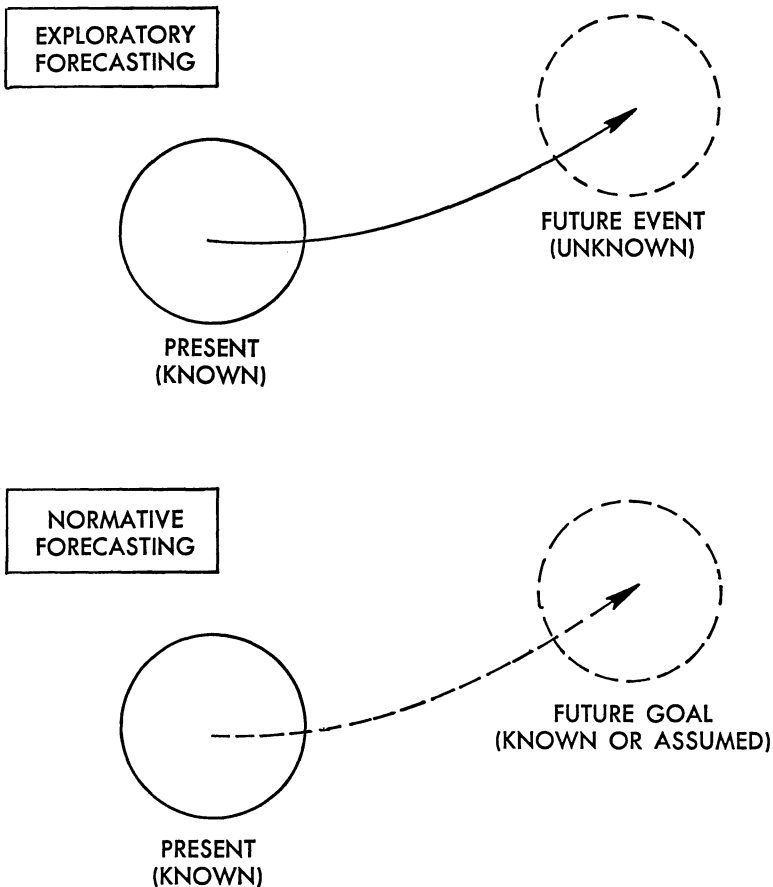 EXPLORATORY
FORECASTING
FUTURE EVENT
(UNKNOWN)
PRESENT
(KNOWN)
NORMATIVE
FORECASTING
FUTURE GOAL
(KNOWN OR ASSUMED)
PRESENT
(KNOWN)